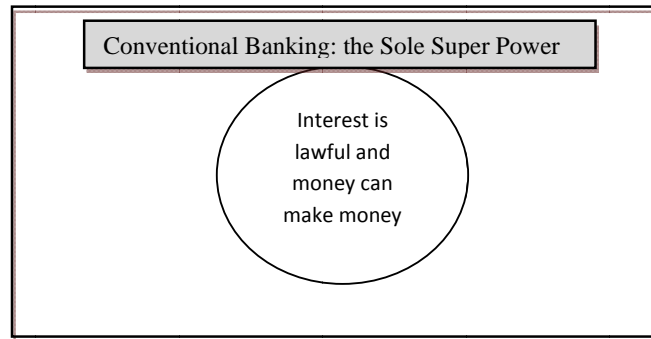 Conventional Banking: the Sole Super Power
Interest is
lawful and
money can
make money